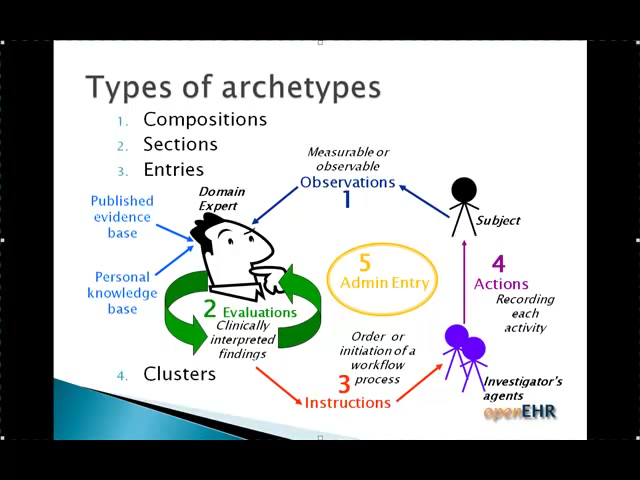 Types of archetypes
1. Compositions
2. Sections
3. Entries
Measurable or
observable
Observations
1
Domain
Expert
Published
evidence
base
Subject
5
Admin Entry
4
Actions
Recording
each
activity
Personal
knowledge
base
2 Evaluations
Clinically
interpreted
findings
Order or
initiation of a
workflow
process
3
Instructions
4. Clusters
Investigator's
agents
openEHR